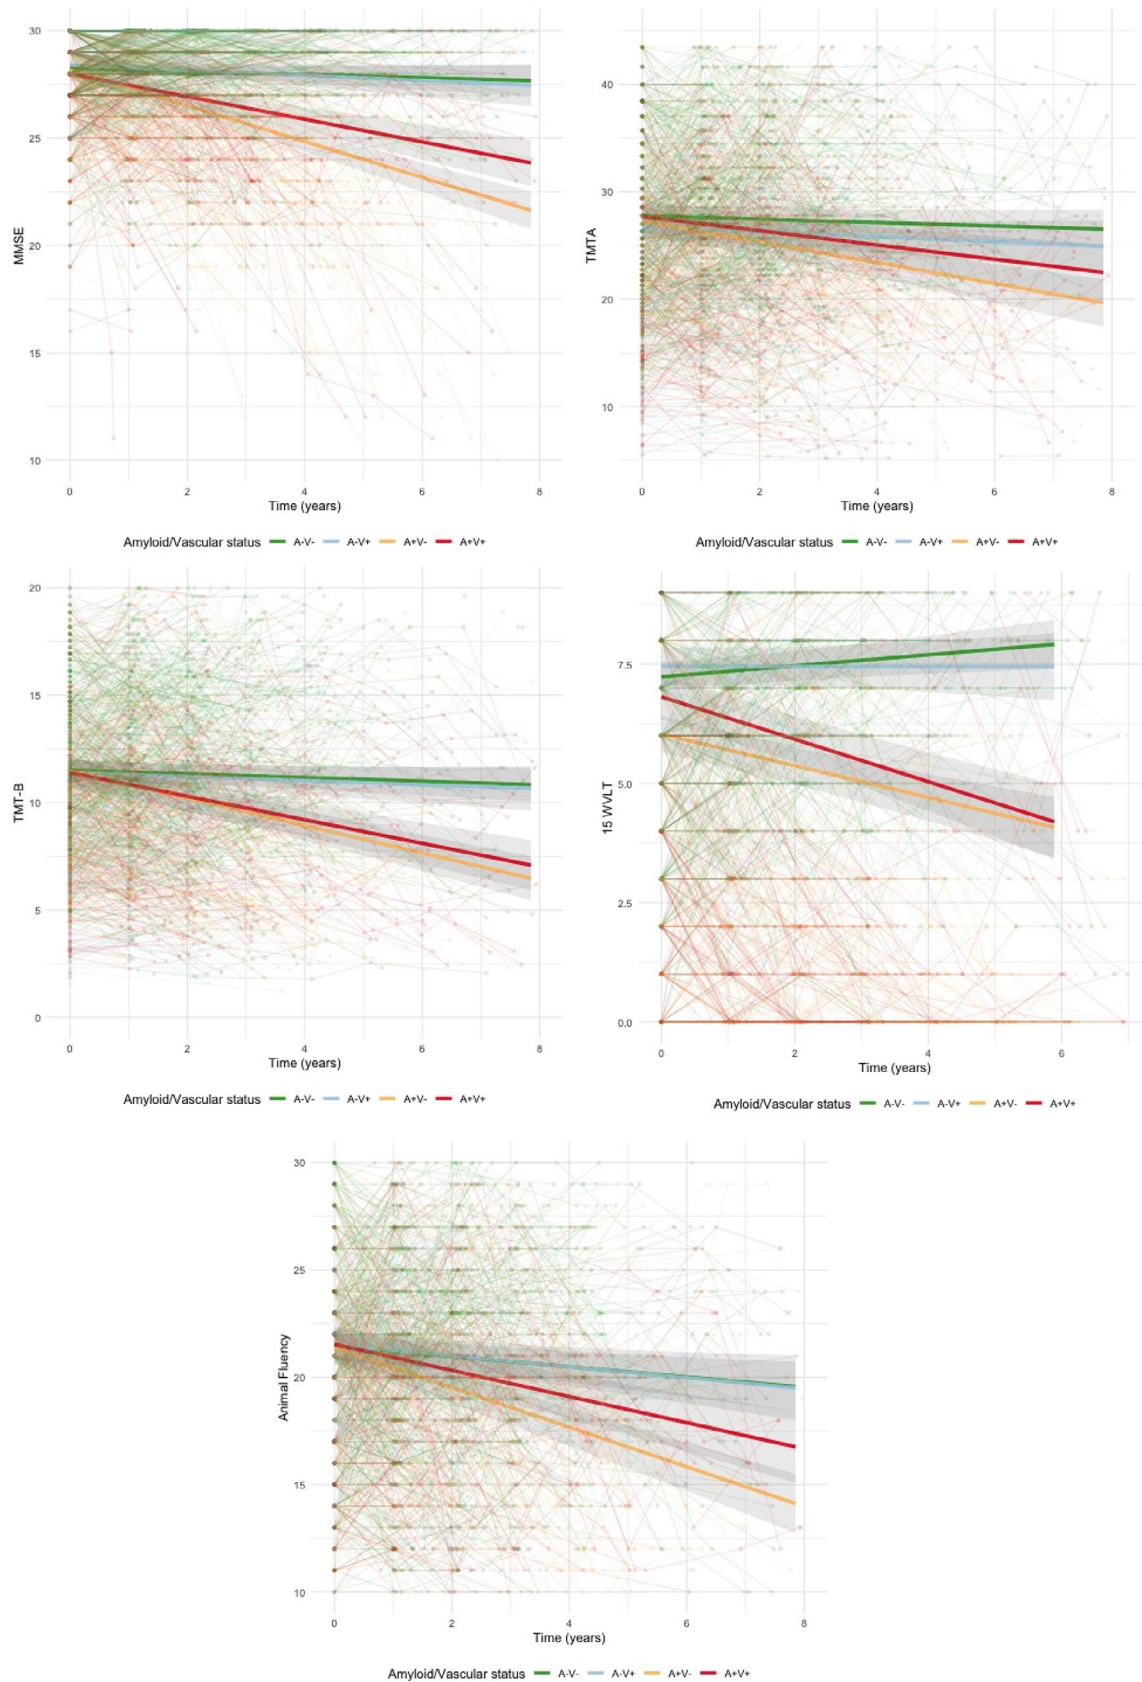 30
25
20
15
10
MMSE
0 2 4 6 8
Time (years)
Amyloid/Vascular status A-V- A-V+ A+V- A+V+
40
30
20
10
TMTA
0 2 4 6 8
Time (years)
Amyloid/Vascular status A-V- A-V+ A+V- A+V+
20
15
10
5
0
TMT-B
0 2 4 6 8
Time (years)
Amyloid/Vascular status A-V- A-V+ A+V- A+V+
7.5
5.0
2.5
0.0
15 WVLT
0 2 4 6
Time (years)
Amyloid/Vascular status A-V- A-V+ A+V- A+V+
30
25
20
15
10
Animal Fluency
0 2 4 6 8
Time (years)
Amyloid/Vascular status A-V- A-V+ A+V- A+V+